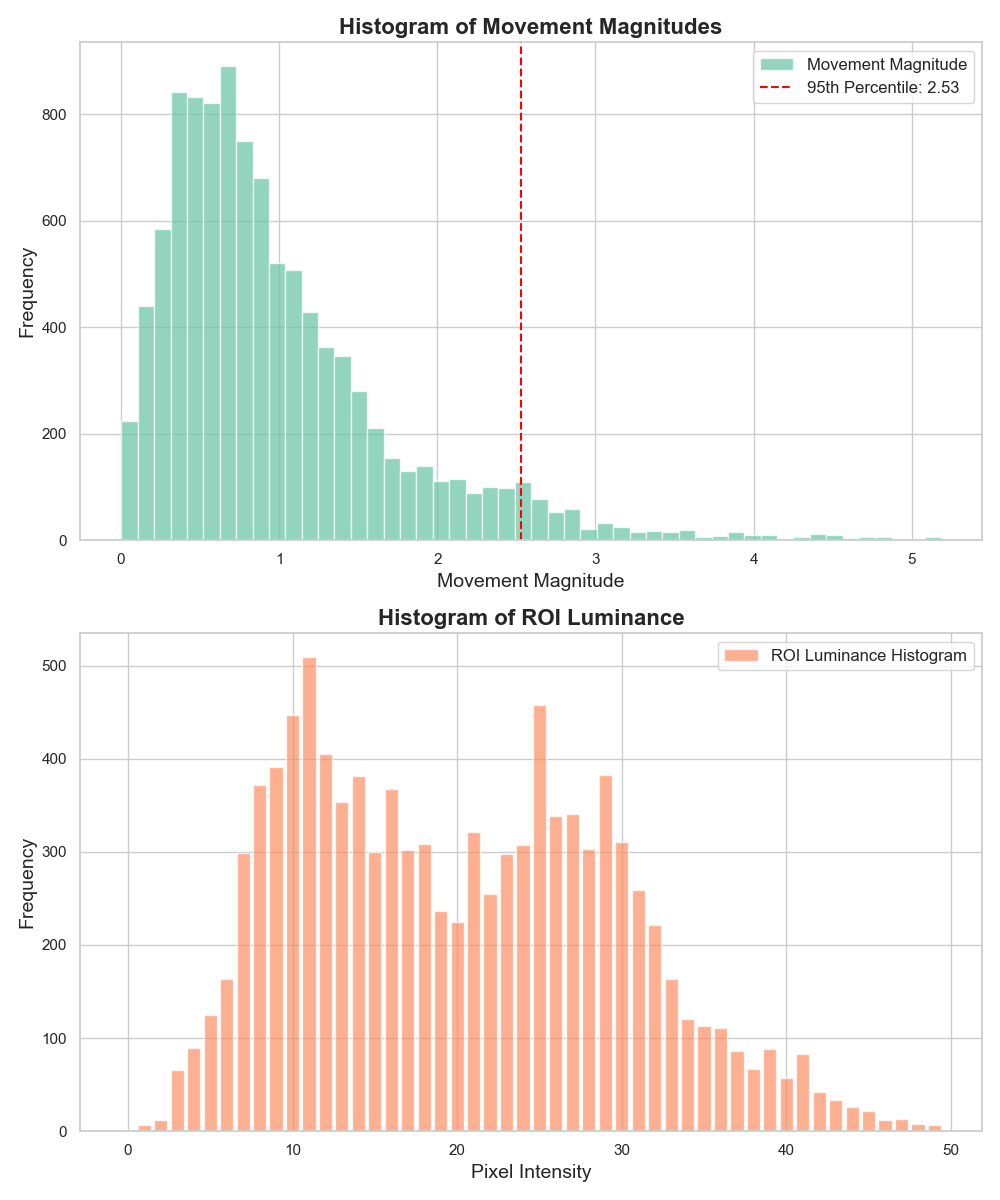 Histogram of Movement Magnitudes
Movement Magnitude
95th Percentile: 2.53
Frequency
800
600
400
200
0
0 1 2 3 4 5
Movement Magnitude
Histogram of ROI Luminance
ROI Luminance Histogram
Frequency
500
400
300
200
100
0
0 10 20 30 40 50
Pixel Intensity